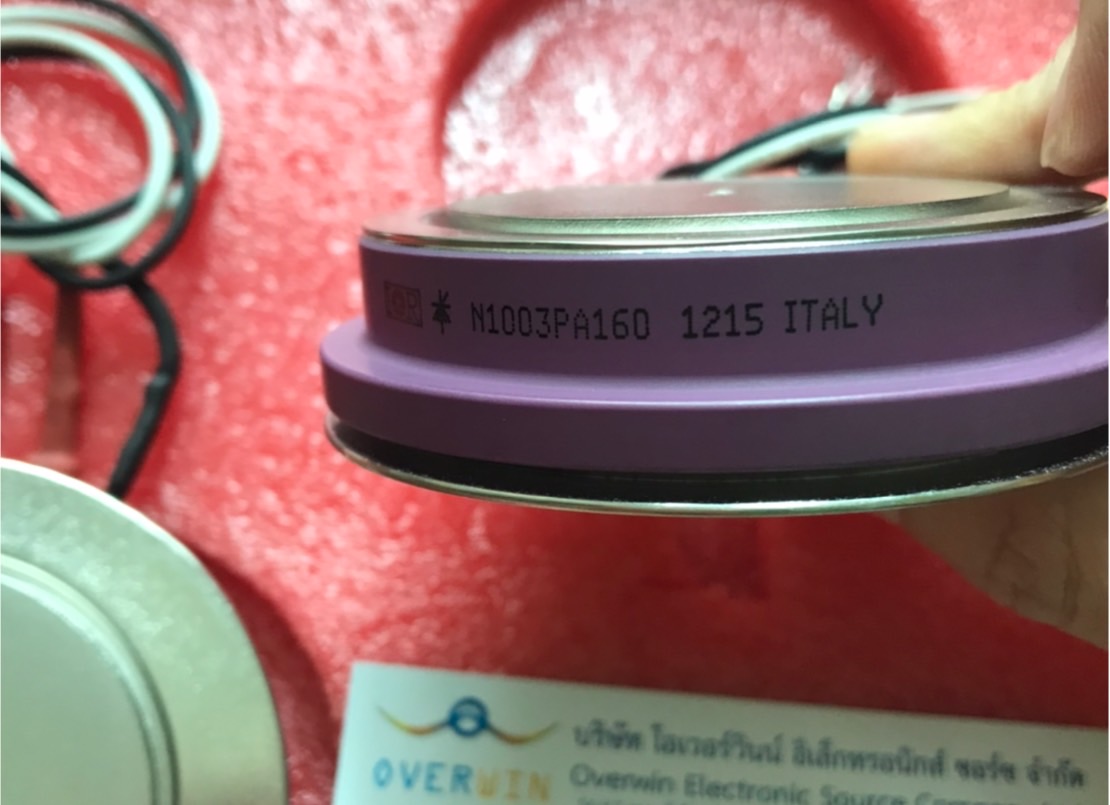 IOR N1003PA160 1215 ITALY
OVERWIN
บริษัท โอเวอร์วินน์ อิเล็กทรอนิกส์ ซอร์ซ จำกัด
Overwin Electronic Source